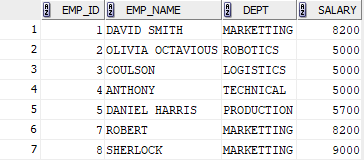 EMP_ID EMP_NAME DEPT SALARY
1 1 DAVID SMITH MARKETTING 8200
2 2 OLIVIA OCTAVIOUS ROBOTICS 5000
3 3 COULSON LOGISTICS 5000
4 4 ANTHONY TECHNICAL 5000
5 5 DANIEL HARRIS PRODUCTION 5700
6 7 ROBERT MARKETTING 8200
7 8 SHERLOCK MARKETTING 9000